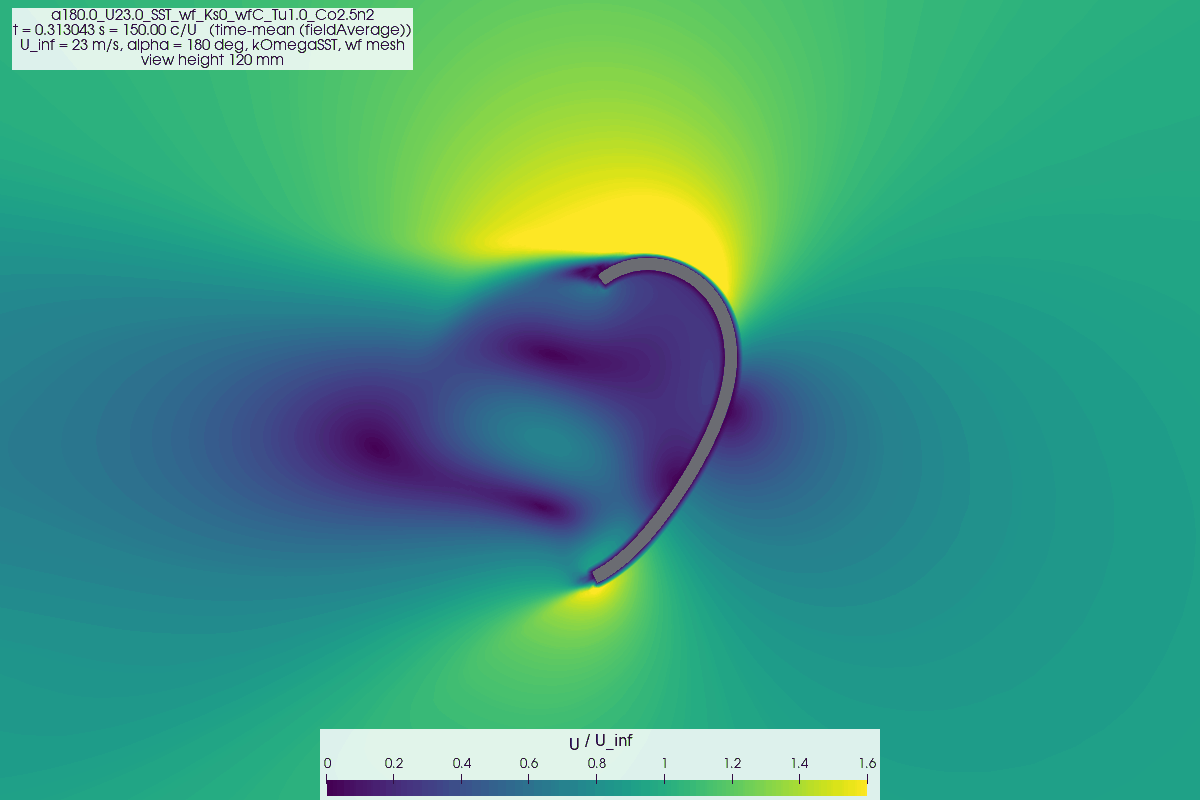 a180.0_U23.0_SST_wf_Ks0_wfC_Tu1.0_Co2.5n2
t = 0.313043 s = 150.00 c/U (time-mean (fieldAverage))
U_inf = 23 m/s, alpha = 180 deg, kOmegaSST, wf mesh
view height 120 mm
U / U_inf
0 0.2 0.4 0.6 0.8 1 1.2 1.4 1.6